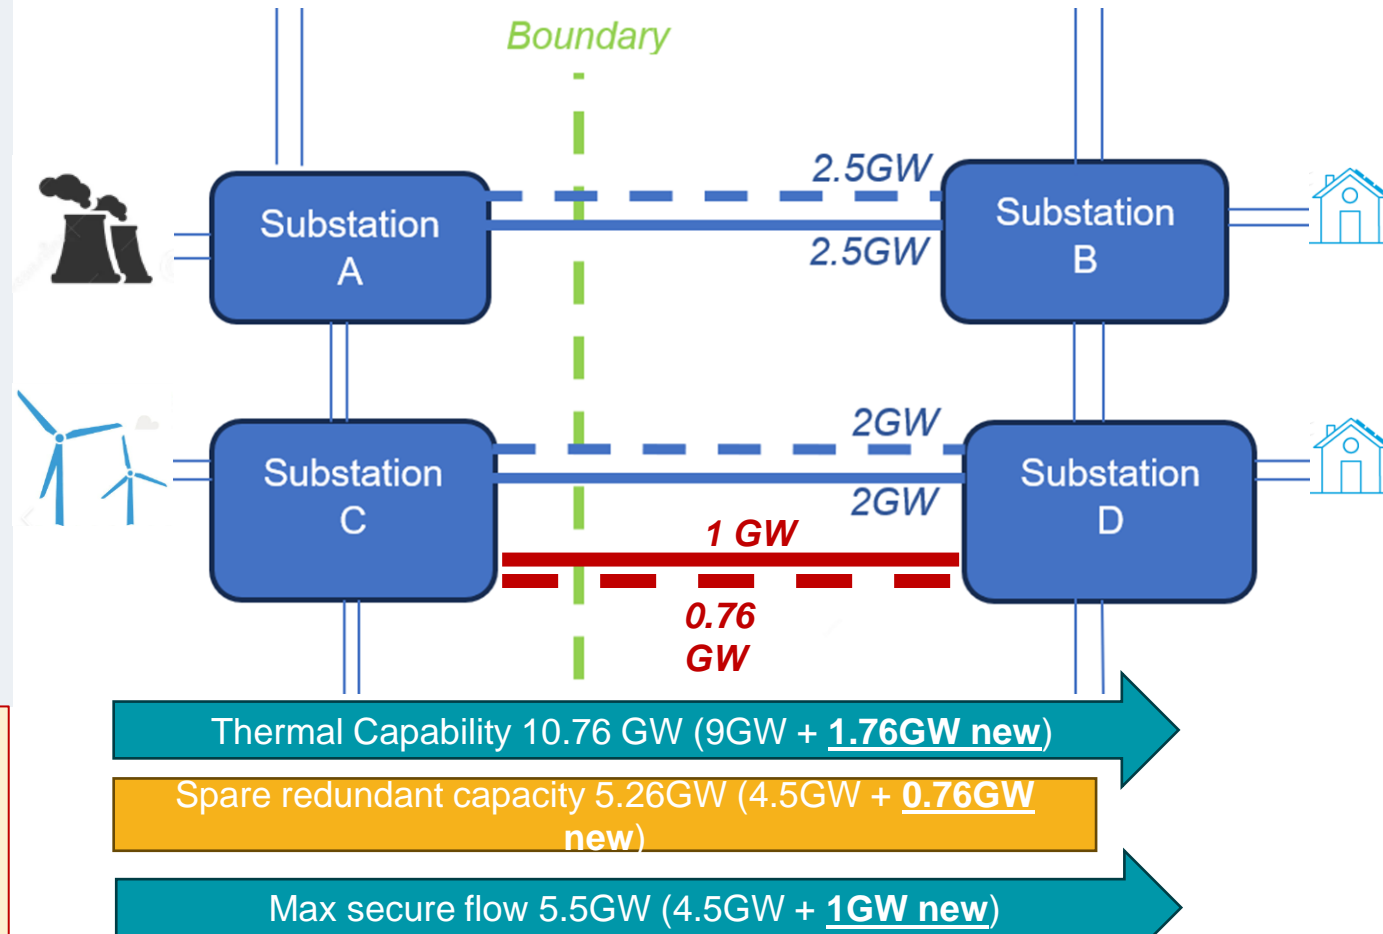 Boundary
2.5GW
2.5GW
Substation
A
Substation
B
2GW
2GW
Substation
C
Substation
D
1 GW
0.76
GW
Thermal Capability 10.76 GW (9GW + 1.76GW new)
Spare redundant capacity 5.26GW (4.5GW + 0.76GW
new)
Max secure flow 5.5GW (4.5GW + 1GW new)